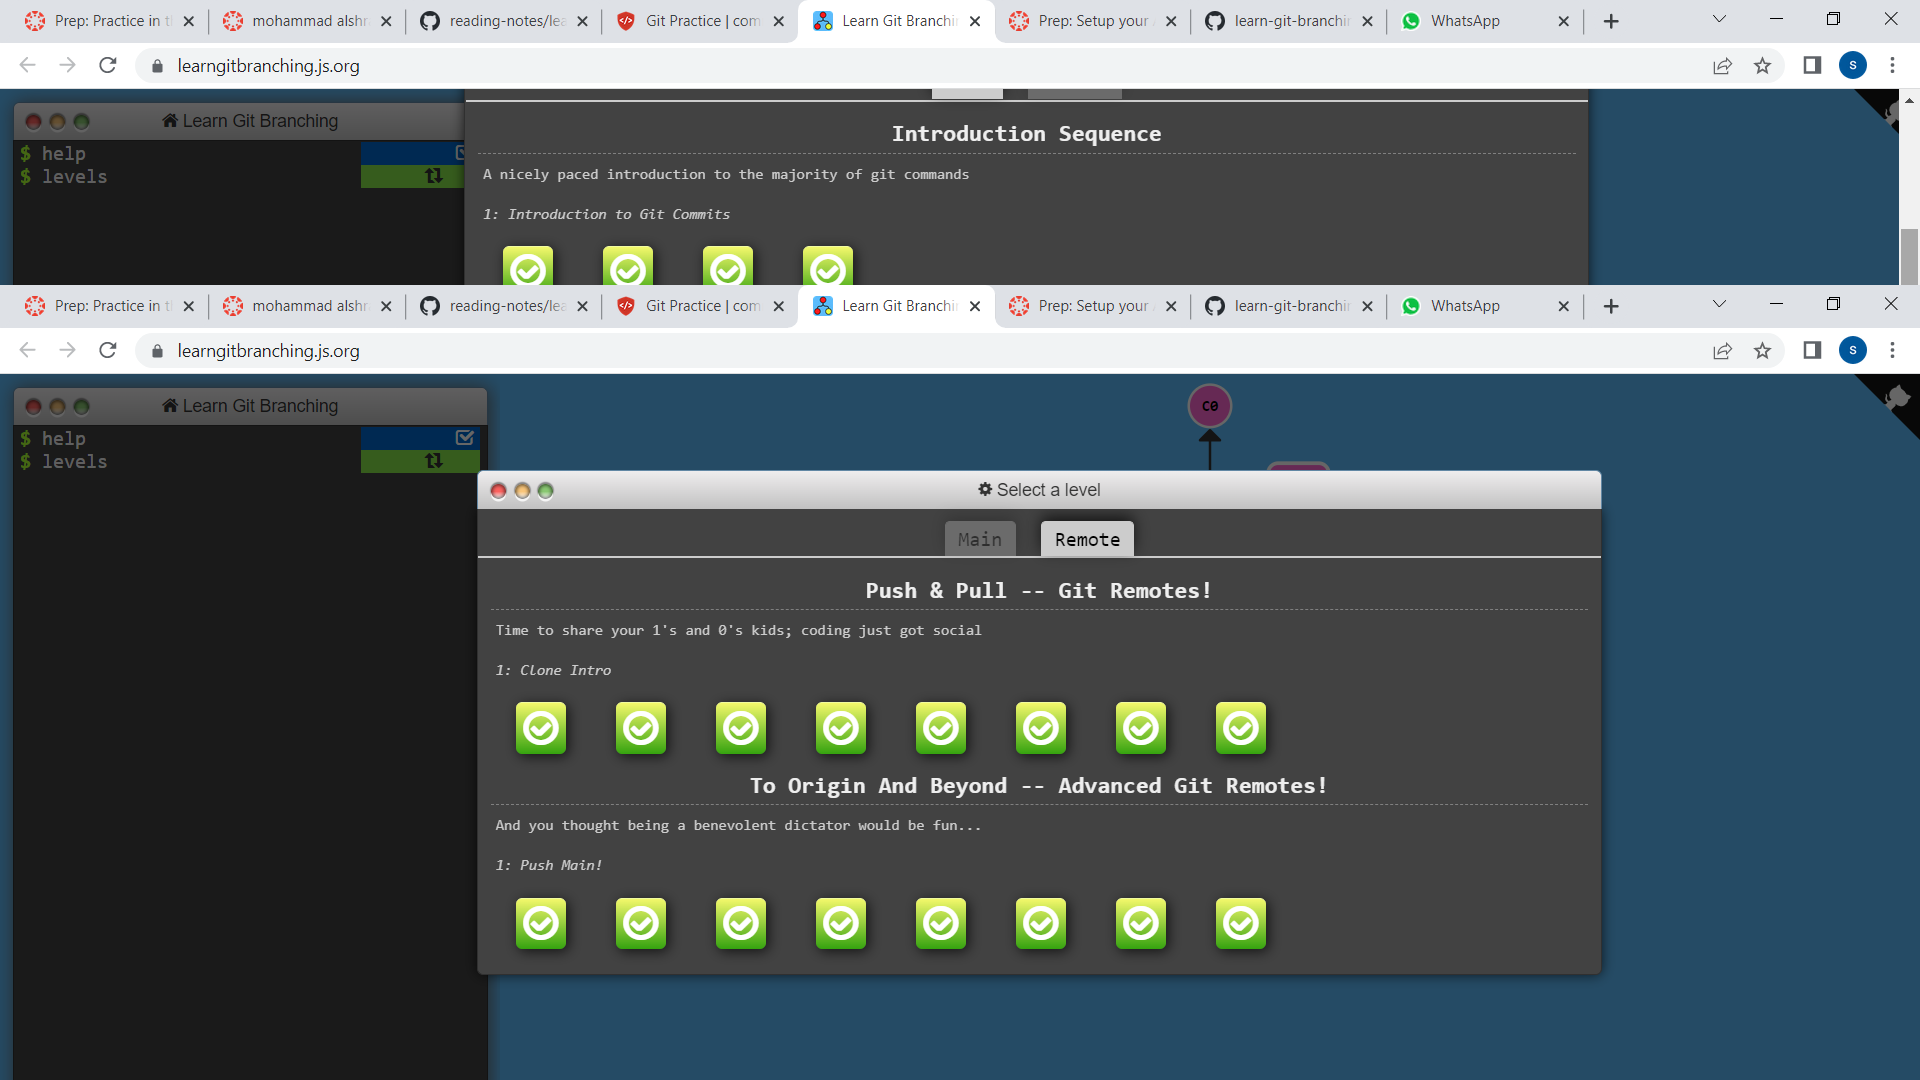 Prep: Practice in t
mohammad alshr
reading-notes/lea
Git Practice | com
Learn Git Branchi
Prep: Setup your
learn-git-branchin
WhatsApp
learngitbranching.js.org
S
Learn Git Branching
$ help
$ levels
Introduction Sequence
A nicely paced introduction to the majority of git commands
1: Introduction to Git Commits
Prep: Practice in t
mohammad alshr
reading-notes/lea
Git Practice | com
Learn Git Branchi
Prep: Setup your
learn-git-branchin
WhatsApp
learngitbranching.js.org
S
Learn Git Branching
$ help
$ levels
C0
Select a level
Main
Remote
Push & Pull -- Git Remotes!
Time to share your 1's and 0's kids; coding just got social
1: Clone Intro
To Origin And Beyond -- Advanced Git Remotes!
And you thought being a benevolent dictator would be fun...
1: Push Main!